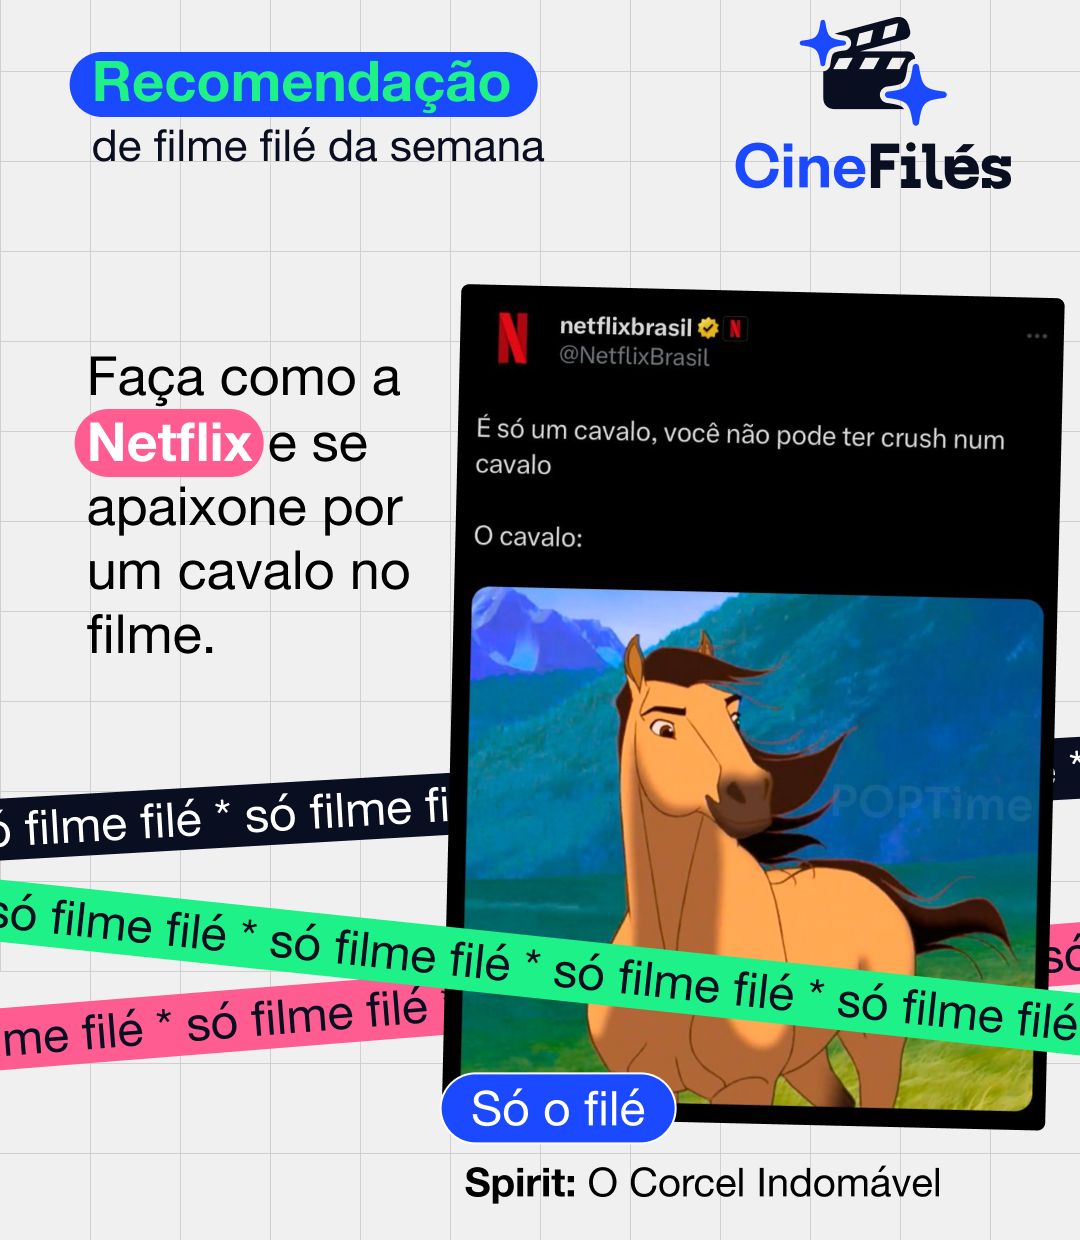 Recomendação
de filme filé da semana
CineFilés
Faça como a
Netflix e se
apaixone por
um cavalo no
filme.
netflixbrasil
@NetflixBrasil
É só um cavalo, você não pode ter crush num
cavalo
O cavalo:
POPTime
ó filme filé * só filme fi
e *
só filme filé * só filme filé * só filme filé * só filme filé
só
me filé * só filme filé *
Só o filé
Spirit: O Corcel Indomável